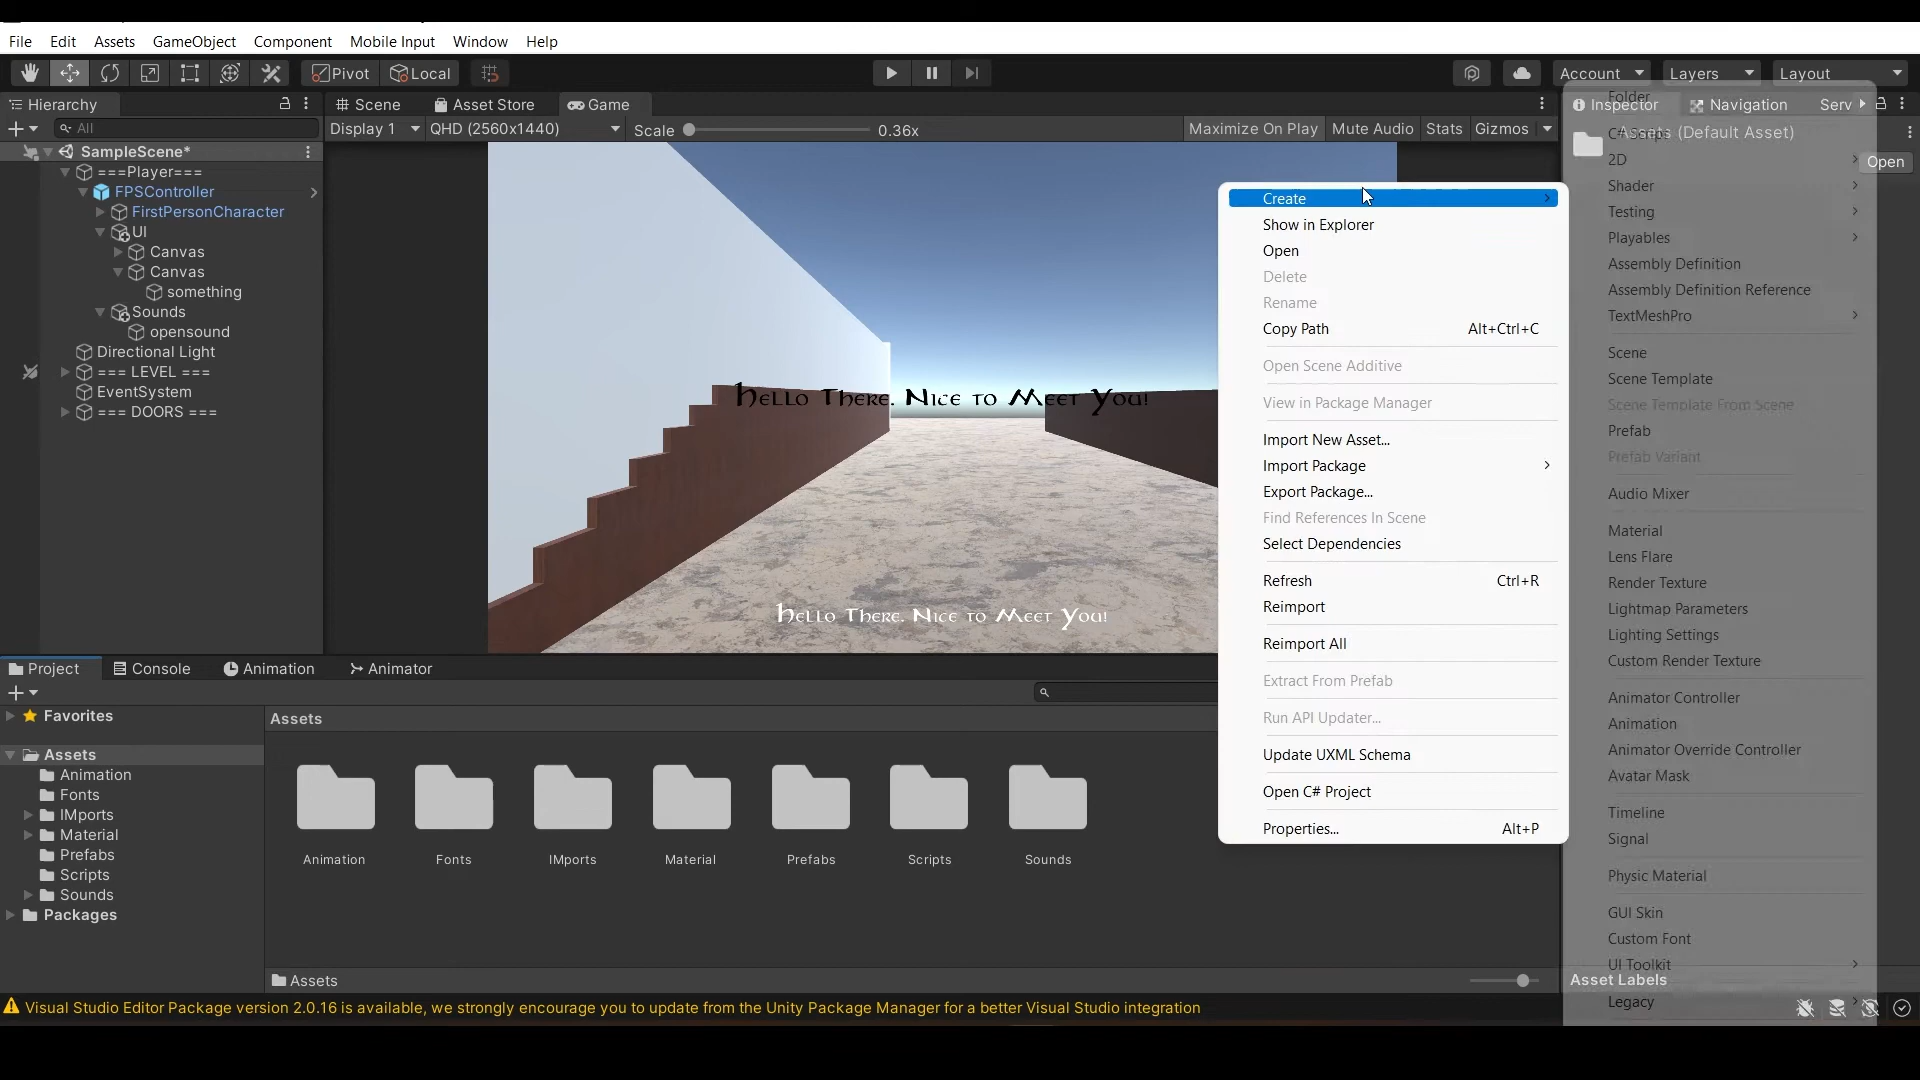 File Edit Assets GameObject Component Mobile Input Window Help
Pivot Local Account Layers Layout
Hierarchy Scene Asset Store Game Inspector Navigation Serv
All Display 1 QHD (2560x1440) Scale 0.36x Maximize On Play Mute Audio Stats Gizmos
Assets (Default Asset)
Open
SampleScene*
===Player===
FPSController
FirstPersonCharacter
UI
Canvas
Canvas
something
Sounds
opensound
Directional Light
=== LEVEL ===
EventSystem
=== DOORS ===
Hello There. Nice to Meet You!
Hello There. Nice to Meet You!
Create
Show in Explorer
Open
Delete
Rename
Copy Path Alt+Ctrl+C
Open Scene Additive
View in Package Manager
Import New Asset...
Import Package
Export Package...
Find References In Scene
Select Dependencies
Refresh Ctrl+R
Reimport
Reimport All
Extract From Prefab
Run API Updater...
Update UXML Schema
Open C# Project
Properties... Alt+P
Folder
2D
Shader
Testing
Playables
Assembly Definition
Assembly Definition Reference
TextMeshPro
Scene
Scene Template
Scene Template From Scene
Prefab
Prefab Variant
Audio Mixer
Material
Lens Flare
Render Texture
Lightmap Parameters
Lighting Settings
Custom Render Texture
Animator Controller
Animation
Animator Override Controller
Avatar Mask
Timeline
Signal
Physic Material
GUI Skin
Custom Font
UI Toolkit
Legacy
Asset Labels
Project Console Animation Animator
Favorites
Assets
Animation
Fonts
IMports
Material
Prefabs
Scripts
Sounds
Packages
Assets
Animation Fonts IMports Material Prefabs Scripts Sounds
Assets
Visual Studio Editor Package version 2.0.16 is available, we strongly encourage you to update from the Unity Package Manager for a better Visual Studio integration